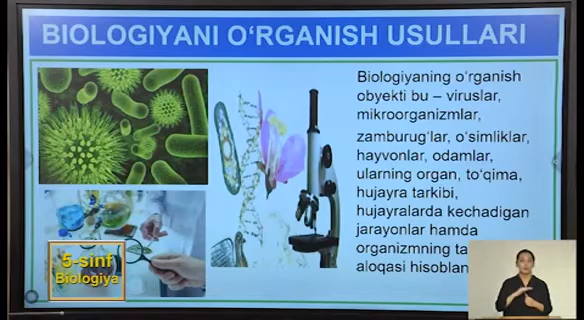 BIOLOGIYANI O‘RGANISH USULLARI
Biologiyaning o‘rganish
obyekti bu – viruslar,
mikroorganizmlar,
zamburug‘lar, o‘simliklar,
hayvonlar, odamlar,
ularning organ, to‘qima,
hujayra tarkibi,
hujayralarda kechadigan
jarayonlar hamda
organizmning
aloqasi
5-sinf
Biologiya